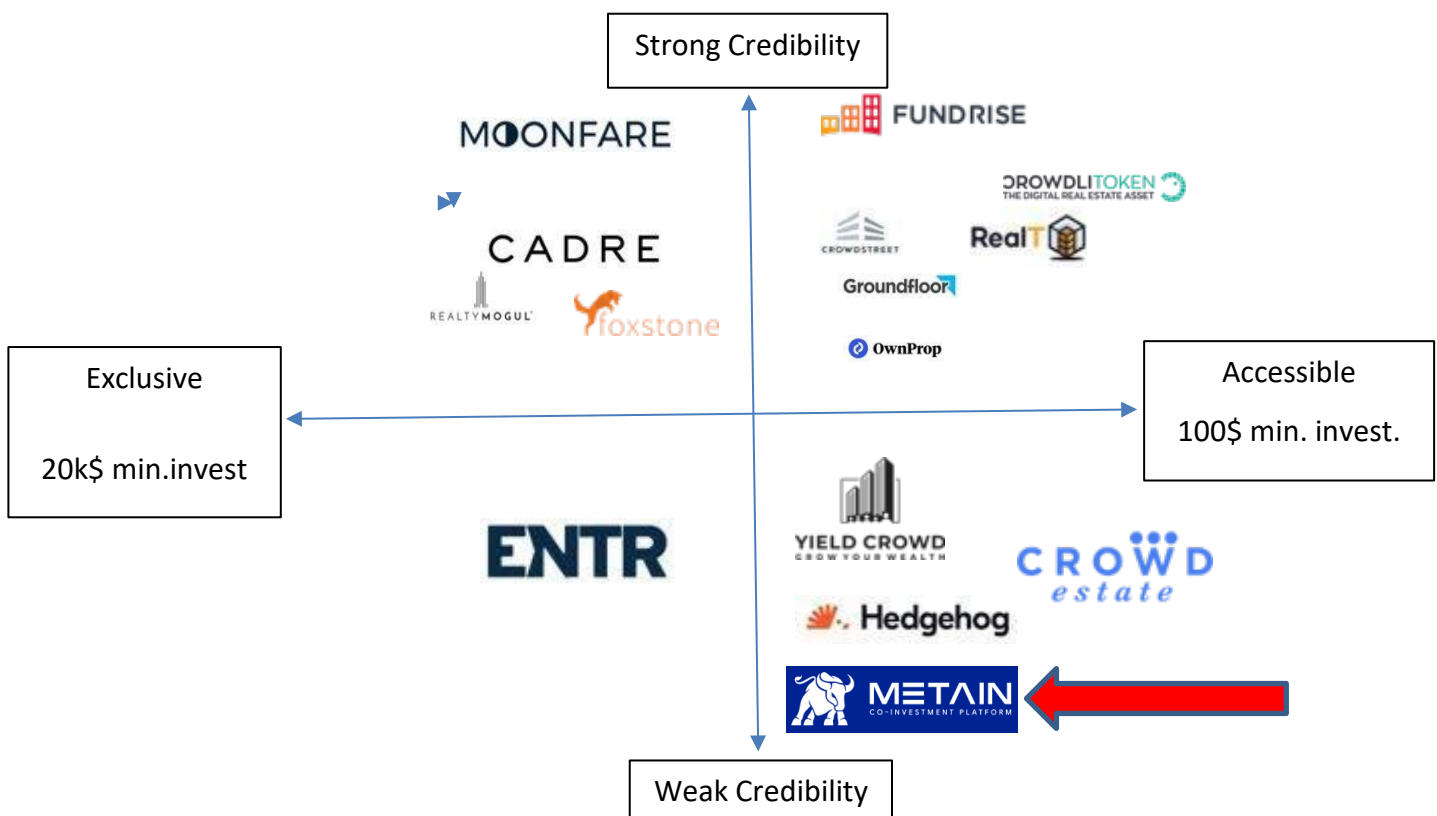 Strong Credibility
MOONFARE
FUNDRISE
CROWDLITOKEN
THE DIGITAL REAL ESTATE ASSET
CROWDSTREET
RealT
CADRE
Groundfloor
REALTYMOGUL
foxstone
OwnProp
Exclusive
20k$ min.invest
Accessible
100$ min. invest.
ENTR
YIELD CROWD
GROW YOUR WEALTH
CROWD
estate
Hedgehog
METAIN
CO-INVESTMENT PLATFORM
Weak Credibility